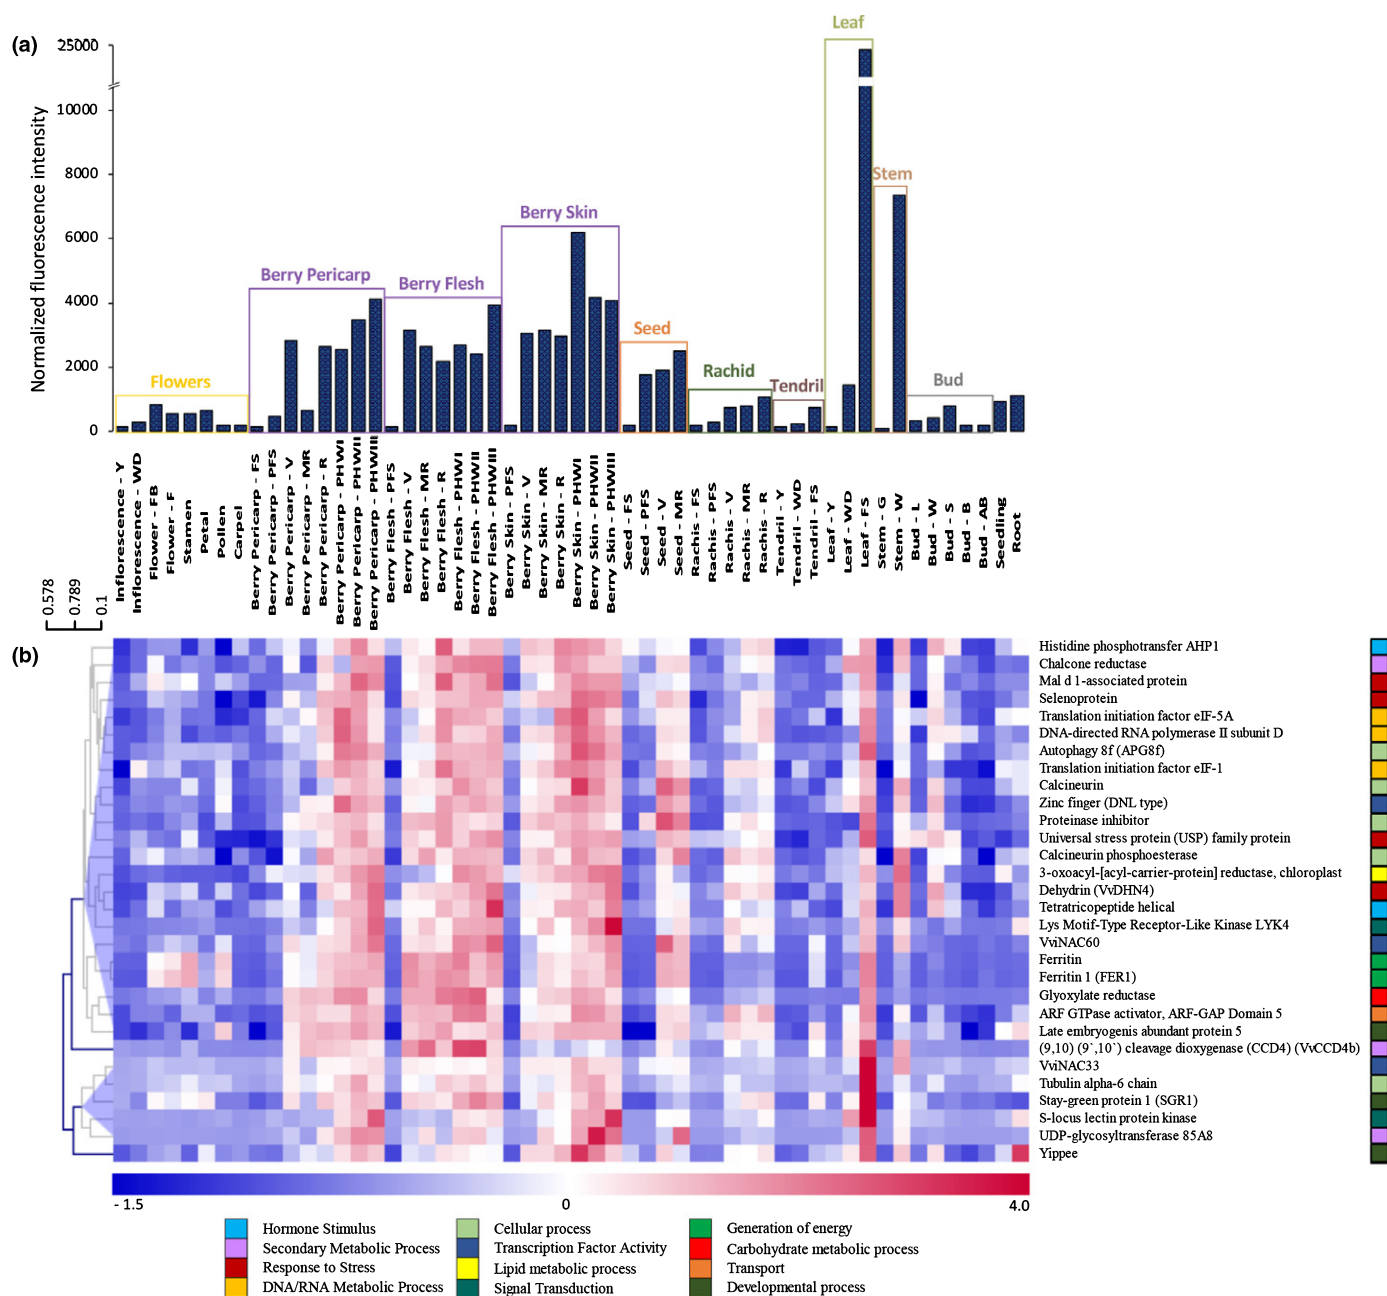 (a)
Normalized fluorescence intensity
25000
10000
8000
6000
4000
2000
0
Flowers
Berry Pericarp
Berry Flesh
Berry Skin
Seed
Rachid
Tendril
Leaf
Stem
Bud
Inflorescence - Y
Inflorescence - WD
Flower - FB
Flower - F
Stamen
Petal
Pollen
Carpel
Berry Pericarp - FS
Berry Pericarp - PFS
Berry Pericarp - V
Berry Pericarp - MR
Berry Pericarp - R
Berry Pericarp - PHWI
Berry Pericarp - PHWII
Berry Pericarp - PHWIII
Berry Flesh - PFS
Berry Flesh - V
Berry Flesh - MR
Berry Flesh - R
Berry Flesh - PHWI
Berry Flesh - PHWII
Berry Flesh - PHWIII
Berry Skin - PFS
Berry Skin - V
Berry Skin - MR
Berry Skin - R
Berry Skin - PHWI
Berry Skin - PHWII
Berry Skin - PHWIII
Seed - FS
Seed - PFS
Seed - V
Seed - MR
Rachis - FS
Rachis - PFS
Rachis - V
Rachis - MR
Rachis - R
Tendril - Y
Tendril - WD
Tendril - FS
Leaf - Y
Leaf - WD
Leaf - FS
Stem - G
Stem - W
Bud - L
Bud - W
Bud - S
Bud - B
Bud - AB
Seedling
Root
0.578
0.789
0.1
(b)
Histidine phosphotransfer AHP1
Chalcone reductase
Mal d 1-associated protein
Selenoprotein
Translation initiation factor eIF-5A
DNA-directed RNA polymerase II subunit D
Autophagy 8f (APG8f)
Translation initiation factor eIF-1
Calcineurin
Zinc finger (DNL type)
Proteinase inhibitor
Universal stress protein (USP) family protein
Calcineurin phosphoesterase
3-oxoacyl-[acyl-carrier-protein] reductase, chloroplast
Dehydrin (VvDHN4)
Tetratricopeptide helical
Lys Motif-Type Receptor-Like Kinase LYK4
VviNAC60
Ferritin
Ferritin 1 (FER1)
Glyoxylate reductase
ARF GTPase activator, ARF-GAP Domain 5
Late embryogenis abundant protein 5
(9,10) (9`,10`) cleavage dioxygenase (CCD4) (VvCCD4b)
VviNAC33
Tubulin alpha-6 chain
Stay-green protein 1 (SGR1)
S-locus lectin protein kinase
UDP-glycosyltransferase 85A8
Yippee
- 1.5
0
4.0
Hormone Stimulus
Secondary Metabolic Process
Response to Stress
DNA/RNA Metabolic Process
Cellular process
Transcription Factor Activity
Lipid metabolic process
Signal Transduction
Generation of energy
Carbohydrate metabolic process
Transport
Developmental process